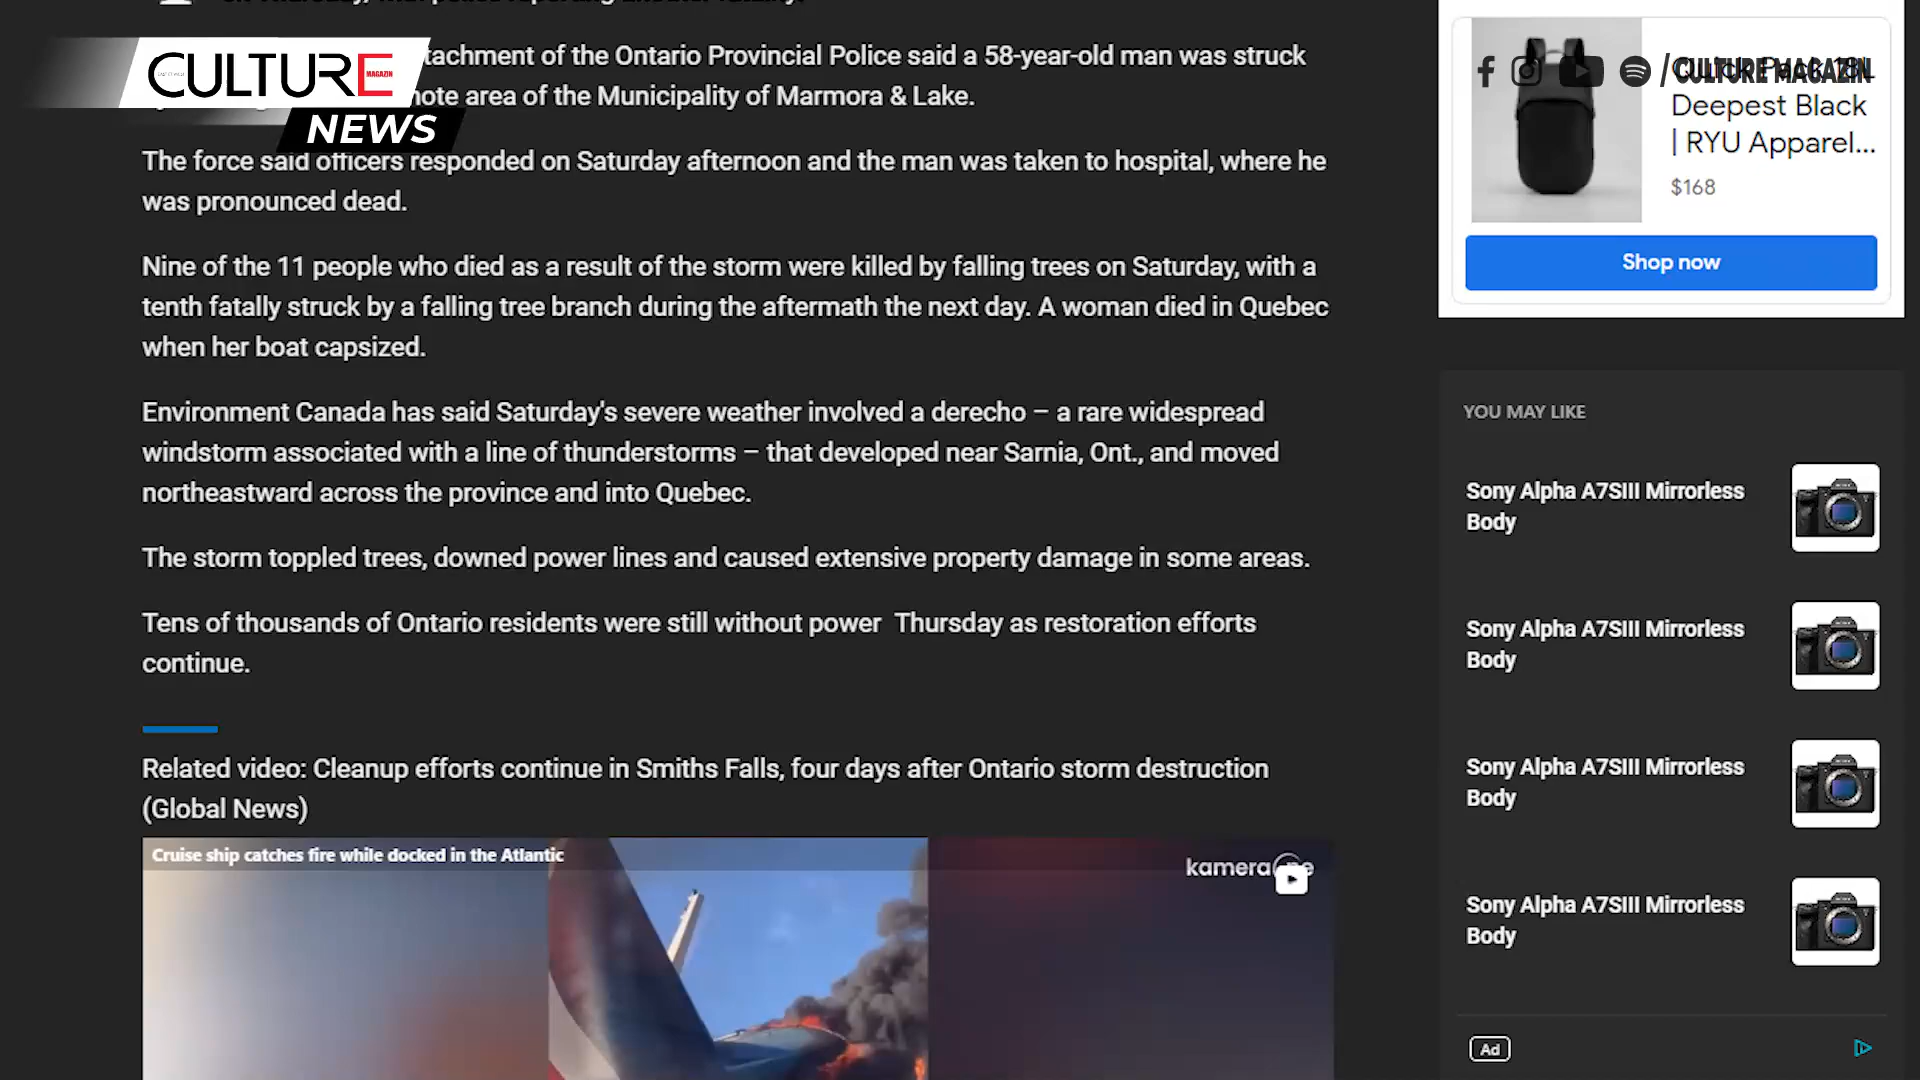 CULTURE
MAGAZIN
NEWS
tachment of the Ontario Provincial Police said a 58-year-old man was struck
note area of the Municipality of Marmora & Lake.
The force said officers responded on Saturday afternoon and the man was taken to hospital, where he
was pronounced dead.
Nine of the 11 people who died as a result of the storm were killed by falling trees on Saturday, with a
tenth fatally struck by a falling tree branch during the aftermath the next day. A woman died in Quebec
when her boat capsized.
Environment Canada has said Saturday's severe weather involved a derecho – a rare widespread
windstorm associated with a line of thunderstorms – that developed near Sarnia, Ont., and moved
northeastward across the province and into Quebec.
The storm toppled trees, downed power lines and caused extensive property damage in some areas.
Tens of thousands of Ontario residents were still without power Thursday as restoration efforts
continue.
Related video: Cleanup efforts continue in Smiths Falls, four days after Ontario storm destruction
(Global News)
Cruise ship catches fire while docked in the Atlantic
kameraone
/CULTURE MAGAZIN
Deepest Black
| RYU Apparel...
$168
Shop now
YOU MAY LIKE
Sony Alpha A7SIII Mirrorless
Body
Sony Alpha A7SIII Mirrorless
Body
Sony Alpha A7SIII Mirrorless
Body
Sony Alpha A7SIII Mirrorless
Body
Ad